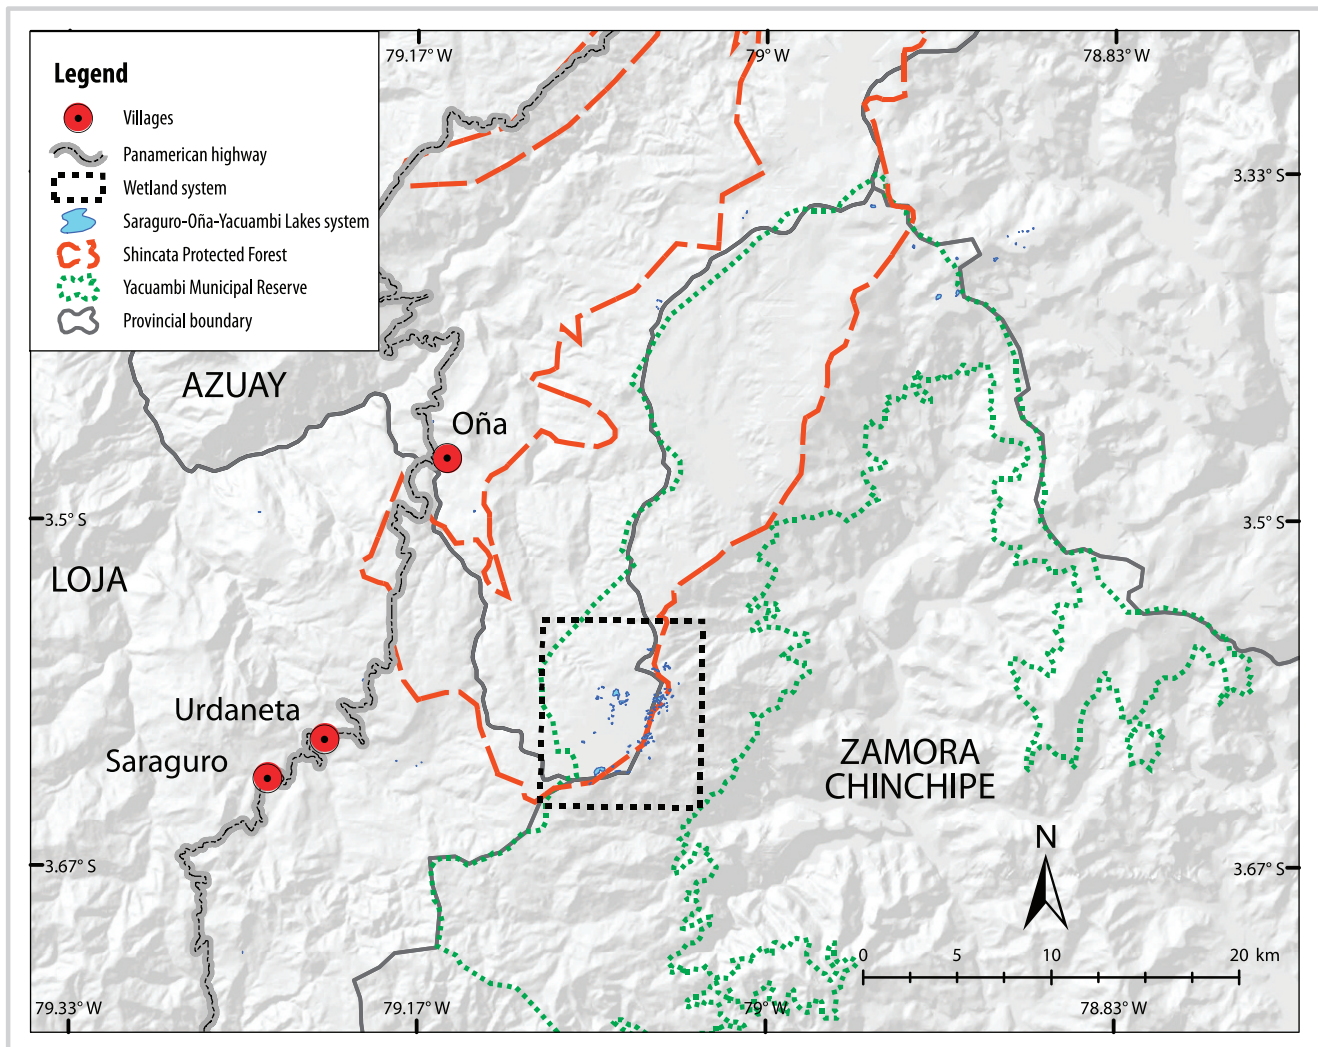 79.17° W
79° W
78.83° W
Legend
Villages
Panamerican highway
Wetland system
Saraguro-Oña-Yacuambi Lakes system
Shincata Protected Forest
Yacuambi Municipal Reserve
Provincial boundary
3.33° S
AZUAY
Oña
3.5° S
3.5° S
LOJA
Urdaneta
Saraguro
ZAMORA
CHINCHIPE
N
3.67° S
3.67° S
0 5 10 20 km
79.33° W
79.17° W
79° W
78.83° W